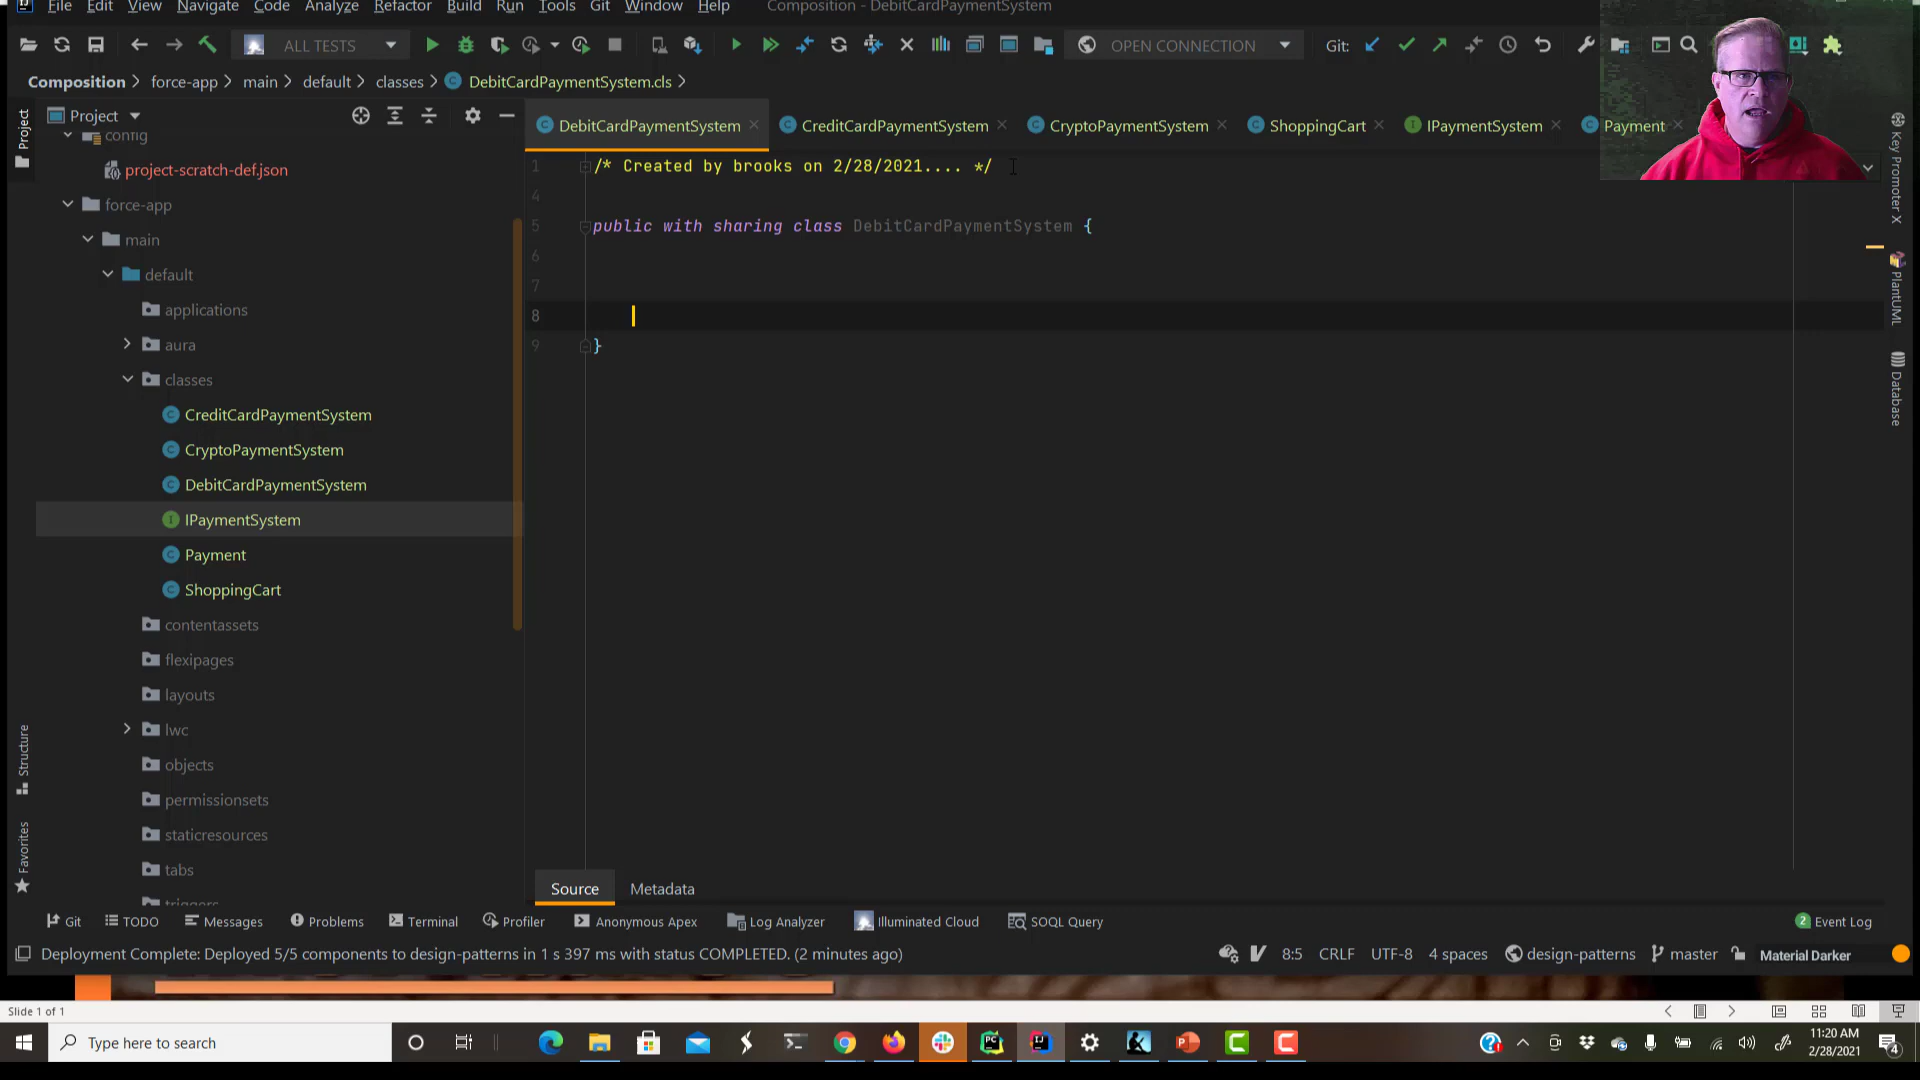 File Edit View Navigate Code Analyze Refactor Build Run Tools Git Window Help Composition - DebitCardPaymentSystem
ALL TESTS OPEN CONNECTION Git:
Composition force-app main default classes DebitCardPaymentSystem.cls
Project
DebitCardPaymentSystem CreditCardPaymentSystem CryptoPaymentSystem ShoppingCart IPaymentSystem Payment
Project
config
project-scratch-def.json
force-app
main
default
applications
aura
classes
CreditCardPaymentSystem
CryptoPaymentSystem
DebitCardPaymentSystem
IPaymentSystem
Payment
ShoppingCart
contentassets
flexipages
layouts
lwc
objects
permissionsets
staticresources
tabs
triggers
Structure
Favorites
1 /* Created by brooks on 2/28/2021.... */
4
5 public with sharing class DebitCardPaymentSystem {
6
7
8
9 }
Key Promoter X
PlantUML
Database
Source Metadata
Git TODO Messages Problems Terminal Profiler Anonymous Apex Log Analyzer Illuminated Cloud SOQL Query 2 Event Log
Deployment Complete: Deployed 5/5 components to design-patterns in 1 s 397 ms with status COMPLETED. (2 minutes ago) 8:5 CRLF UTF-8 4 spaces design-patterns master Material Darker
Slide 1 of 1
Type here to search
11:20 AM
2/28/2021
4